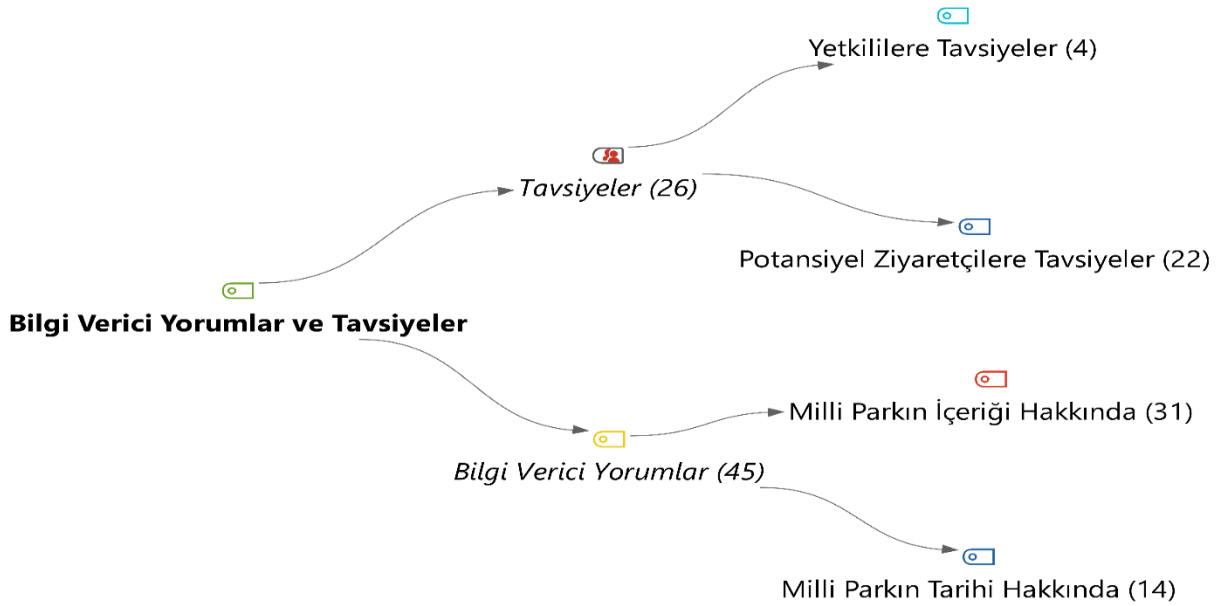 Yetkililere Tavsiyeler (4)
Tavsiyeler (26)
Potansiyel Ziyaretçilere Tavsiyeler (22)
Bilgi Verici Yorumlar ve Tavsiyeler
Milli Parkın İçeriği Hakkında (31)
Bilgi Verici Yorumlar (45)
Milli Parkın Tarihi Hakkında (14)